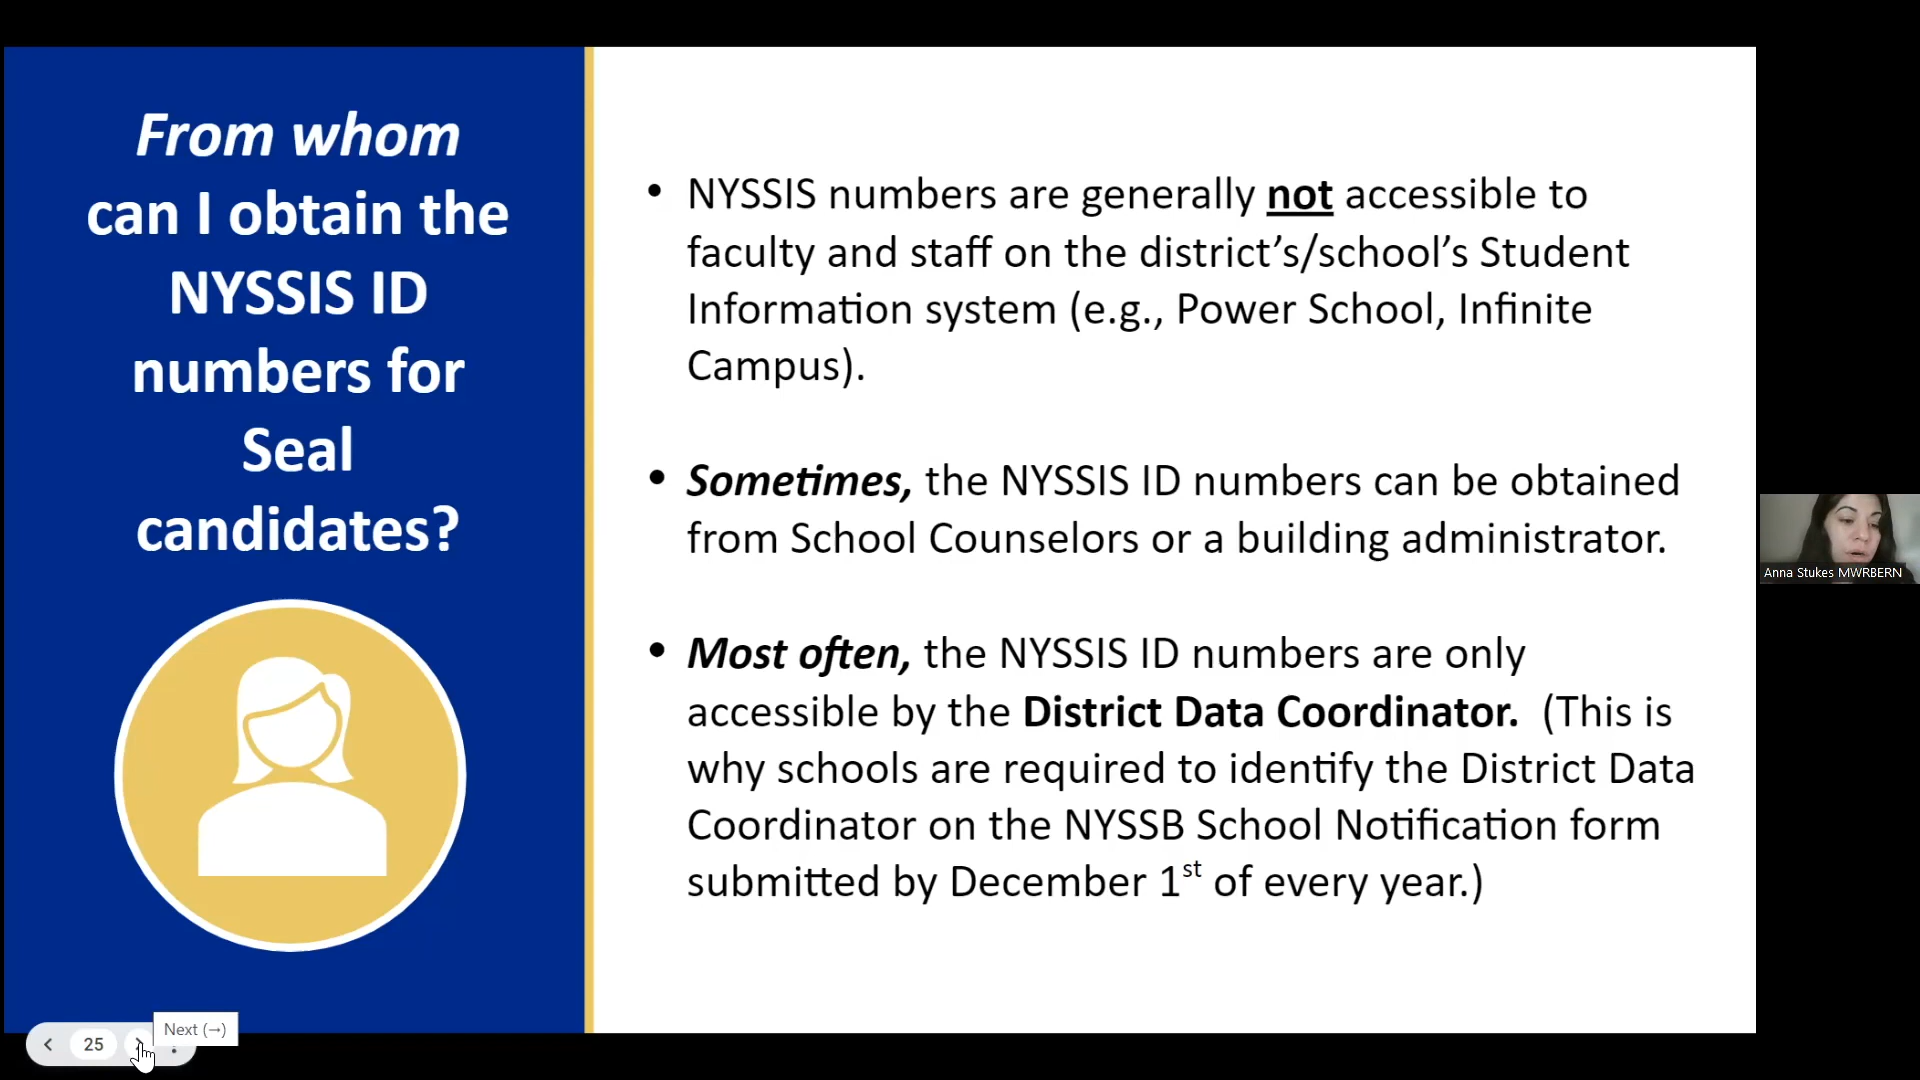 From whom
can I obtain the
NYSSIS ID
numbers for
Seal
candidates?
• NYSSIS numbers are generally not accessible to
faculty and staff on the district’s/school’s Student
Information system (e.g., Power School, Infinite
Campus).
• Sometimes, the NYSSIS ID numbers can be obtained
from School Counselors or a building administrator.
• Most often, the NYSSIS ID numbers are only
accessible by the District Data Coordinator. (This is
why schools are required to identify the District Data
Coordinator on the NYSSB School Notification form
submitted by December 1st of every year.)
Anna Stukes MWRBERN
Next (→)
25